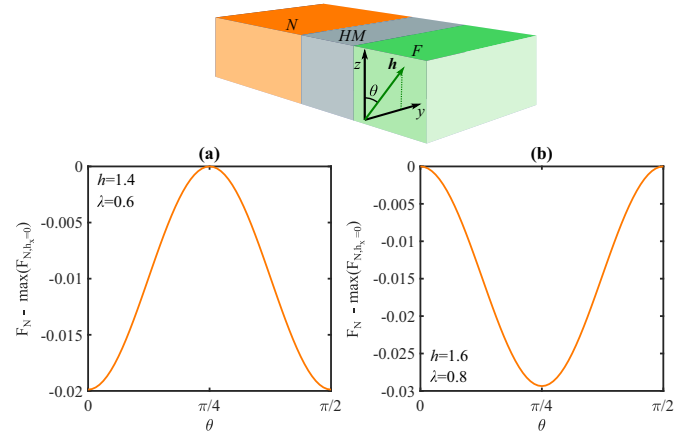 N
HM
F
z
h
θ
y
(a)
h=1.4
λ=0.6
F_N - max(F_{N,h_x=0})
0
-0.005
-0.01
-0.015
-0.02
0
π/4
π/2
θ
(b)
h=1.6
λ=0.8
F_N - max(F_{N,h_x=0})
0
-0.005
-0.01
-0.015
-0.02
-0.025
-0.03
0
π/4
π/2
θ